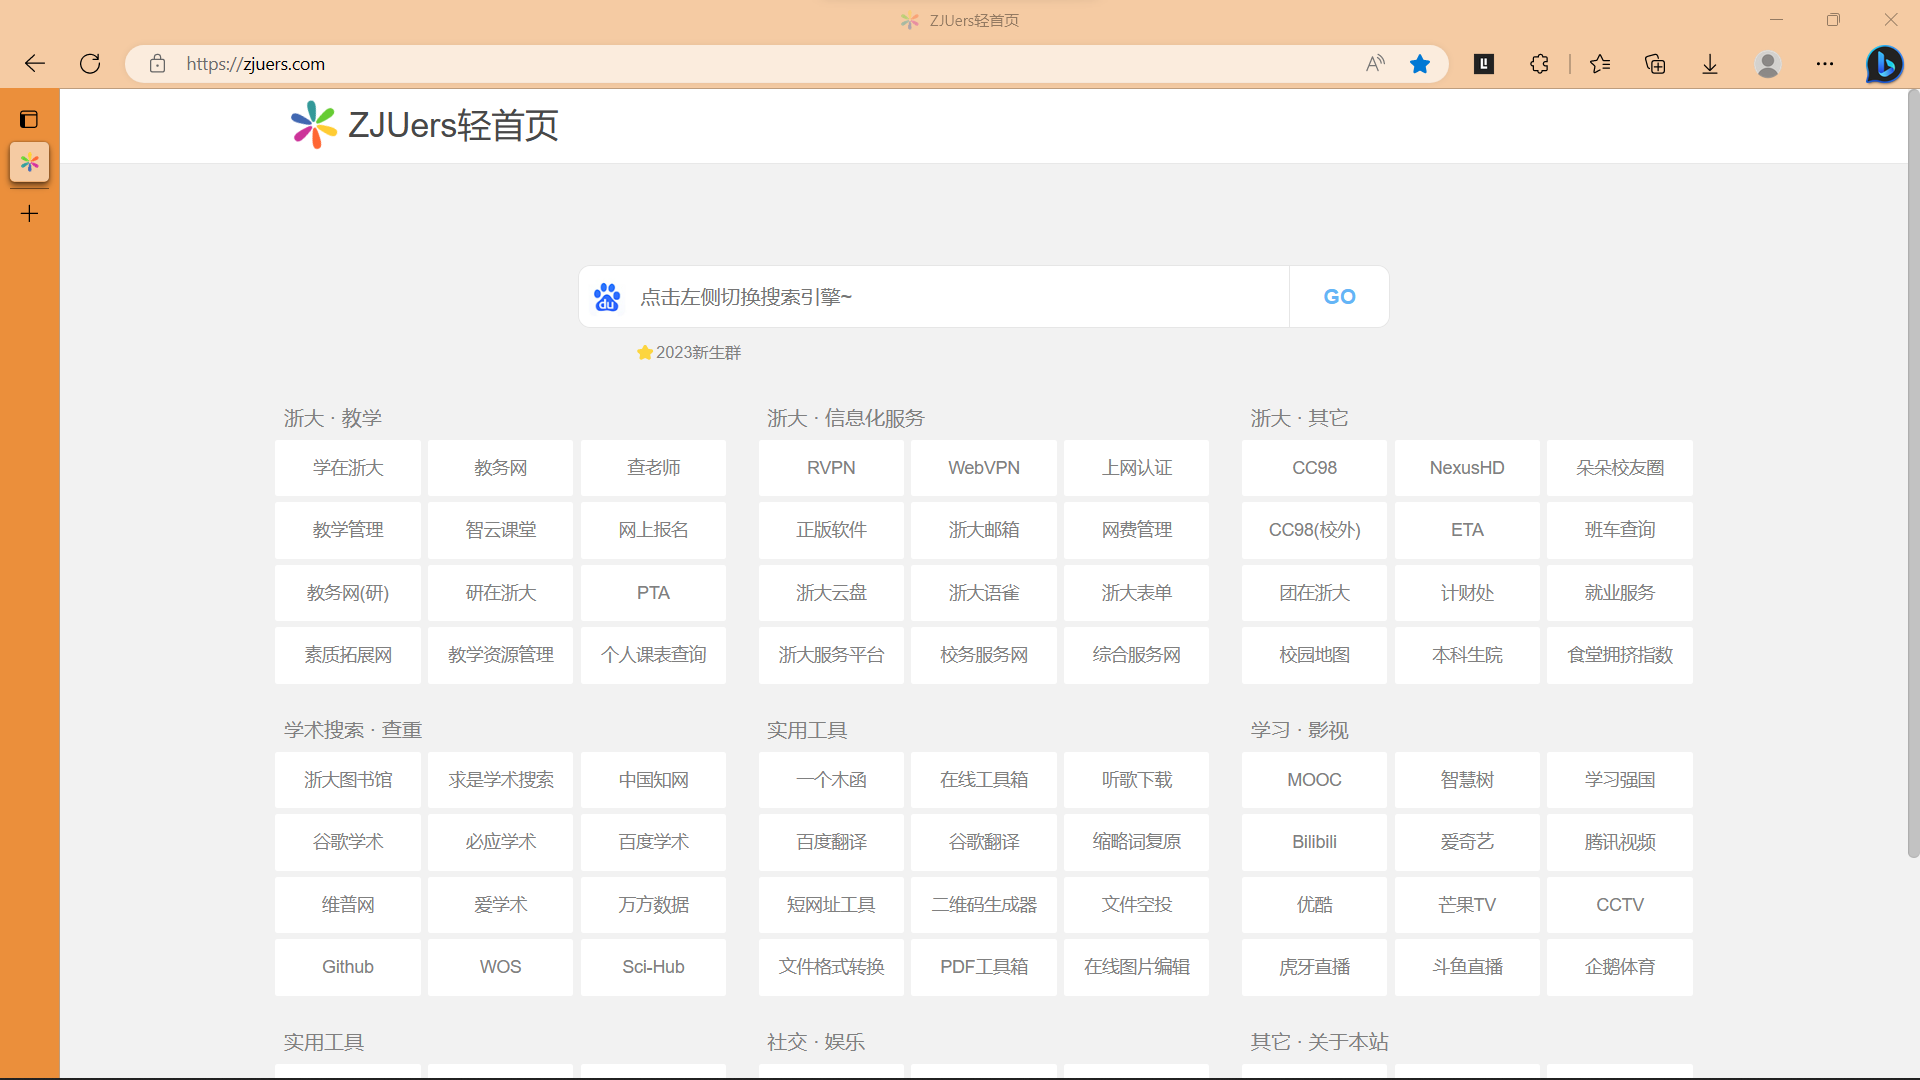 ZJUers轻首页
https://zjuers.com
ZJUers轻首页
du 点击左侧切换搜索引擎~ GO
2023新生群
浙大 · 教学
学在浙大 教务网 查老师
教学管理 智云课堂 网上报名
教务网(研) 研在浙大 PTA
素质拓展网 教学资源管理 个人课表查询
浙大 · 信息化服务
RVPN WebVPN 上网认证
正版软件 浙大邮箱 网费管理
浙大云盘 浙大语雀 浙大表单
浙大服务平台 校务服务网 综合服务网
浙大 · 其它
CC98 NexusHD 朵朵校友圈
CC98(校外) ETA 班车查询
团在浙大 计财处 就业服务
校园地图 本科生院 食堂拥挤指数
学术搜索 · 查重
浙大图书馆 求是学术搜索 中国知网
谷歌学术 必应学术 百度学术
维普网 爱学术 万方数据
Github WOS Sci-Hub
实用工具
一个木函 在线工具箱 听歌下载
百度翻译 谷歌翻译 缩略词复原
短网址工具 二维码生成器 文件空投
文件格式转换 PDF工具箱 在线图片编辑
学习 · 影视
MOOC 智慧树 学习强国
Bilibili 爱奇艺 腾讯视频
优酷 芒果TV CCTV
虎牙直播 斗鱼直播 企鹅体育
实用工具
社交 · 娱乐
其它 · 关于本站